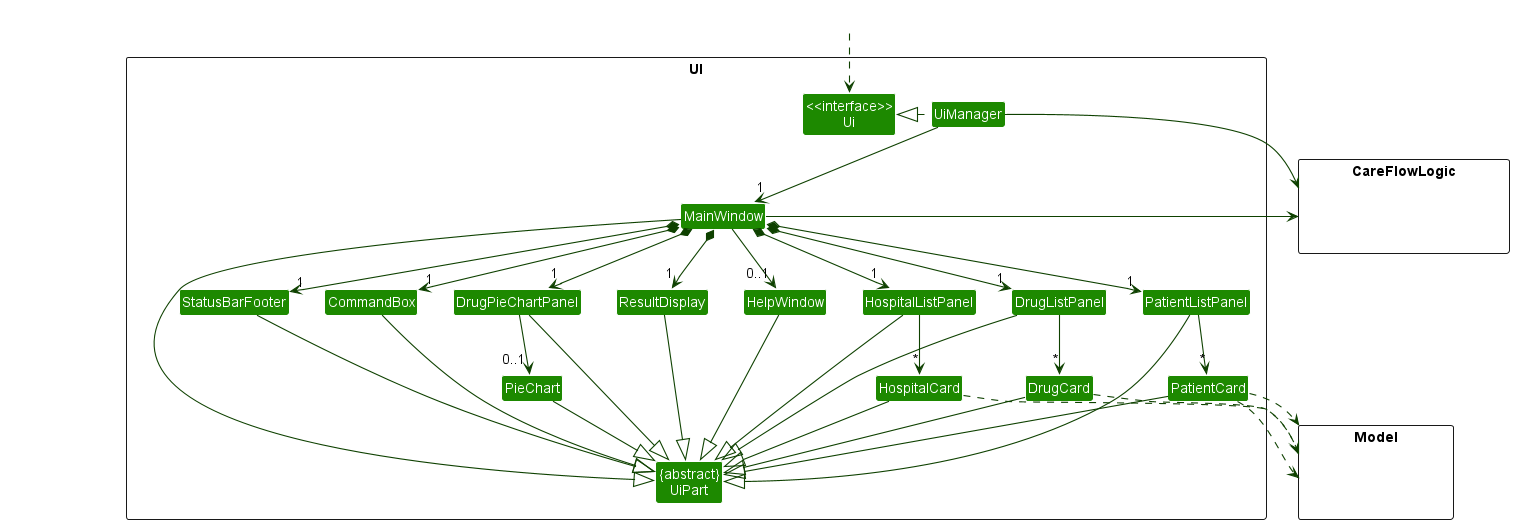 UI
<<interface>>
Ui
UiManager
CareFlowLogic
1
MainWindow
1
1
1
1
0..1
1
1
1
StatusBarFooter
CommandBox
DrugPieChartPanel
ResultDisplay
HelpWindow
HospitalListPanel
DrugListPanel
PatientListPanel
0..1
*
*
*
PieChart
HospitalCard
DrugCard
PatientCard
Model
{abstract}
UiPart